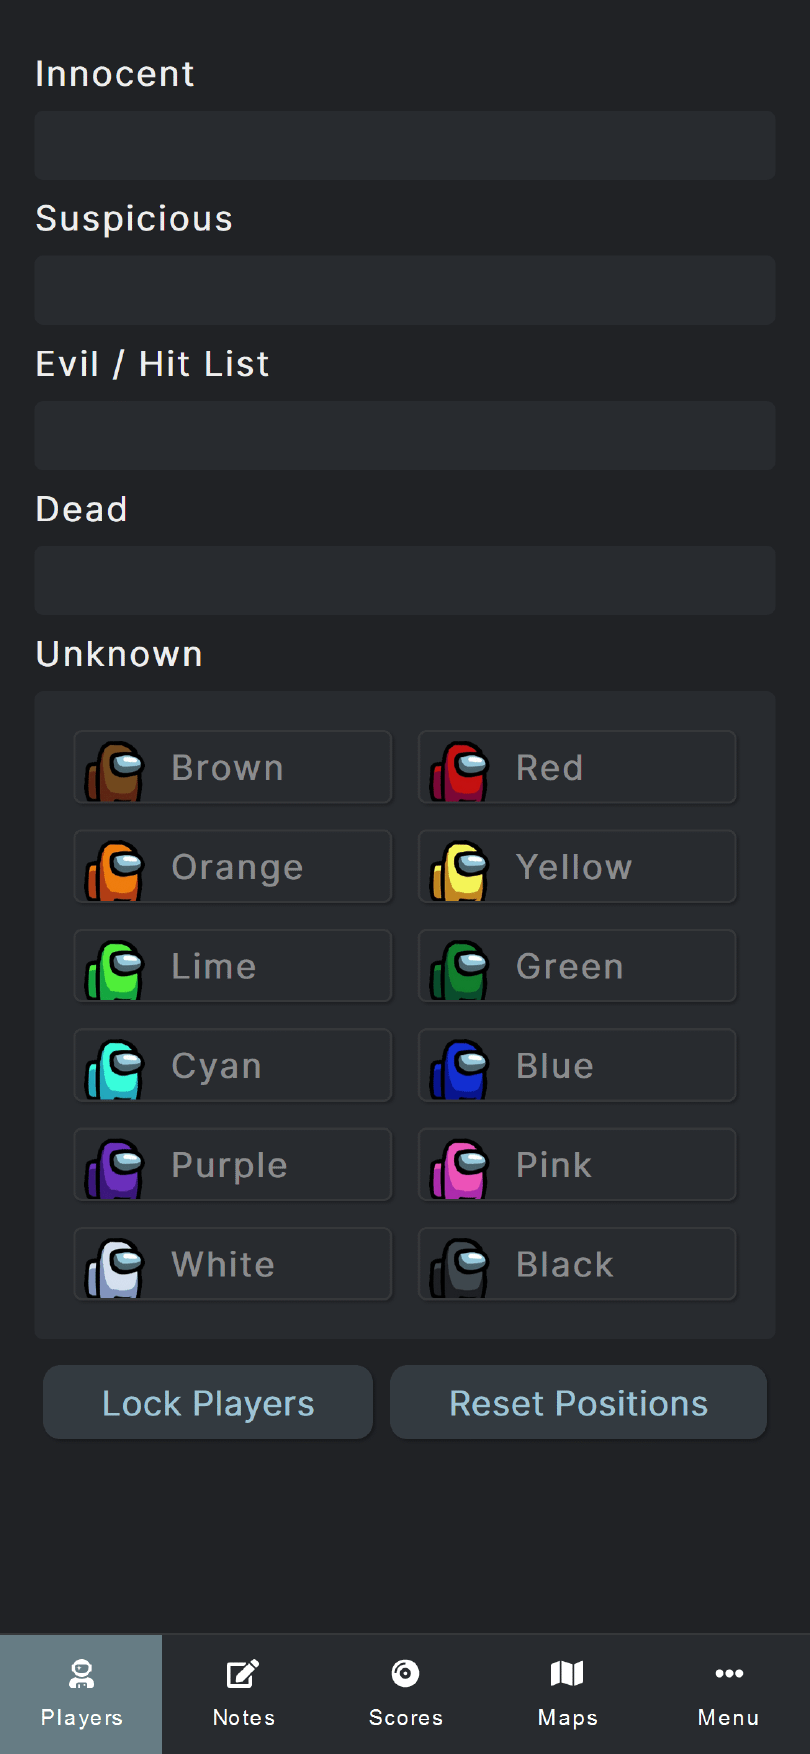 Innocent
Suspicious
Evil / Hit List
Dead
Unknown
Brown Red
Orange Yellow
Lime Green
Cyan Blue
Purple Pink
White Black
Lock Players Reset Positions
Players Notes Scores Maps Menu